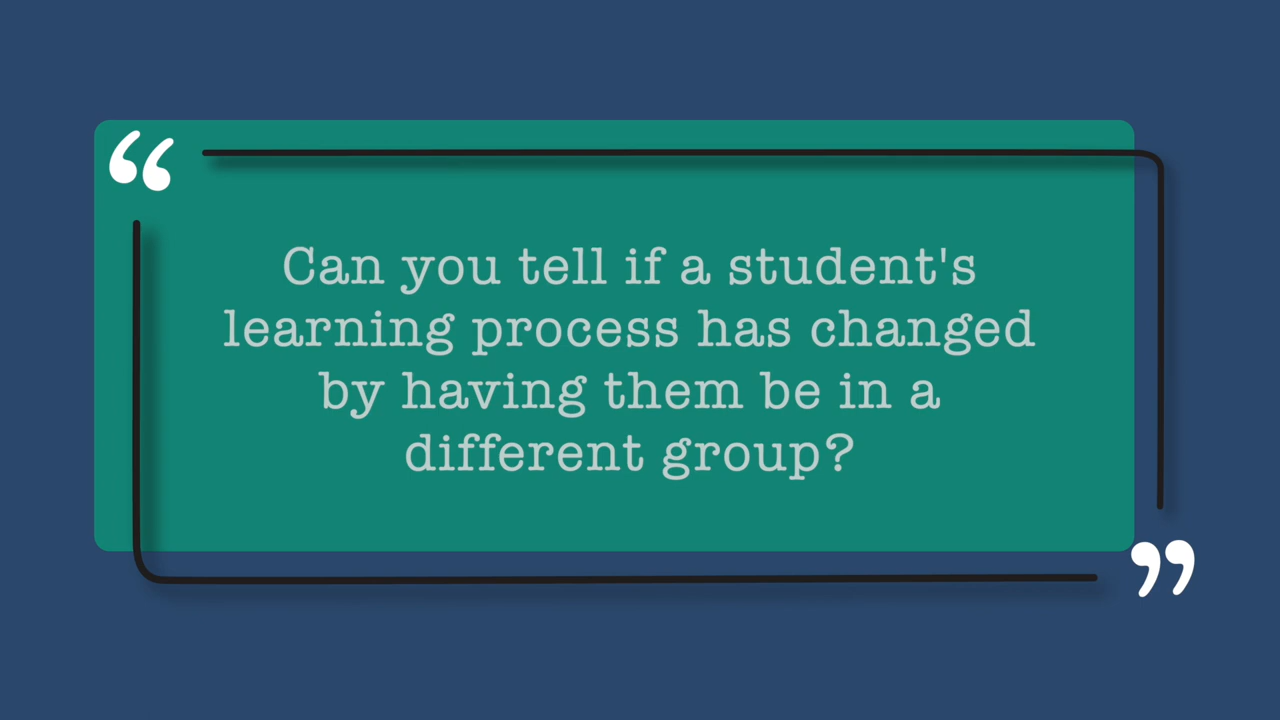 “
Can you tell if a student's
learning process has changed
by having them be in a
different group?
”